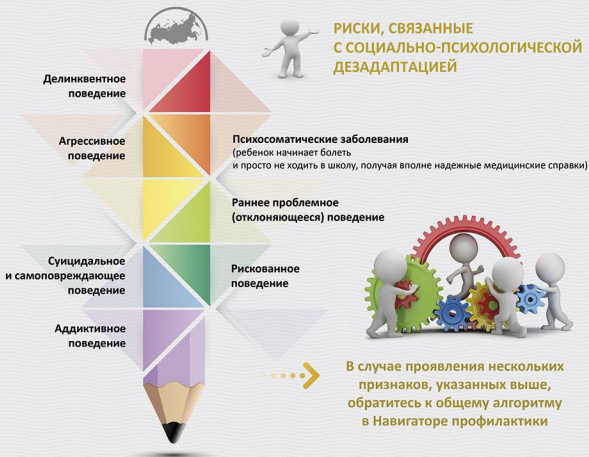 РИСКИ, СВЯЗАННЫЕ
С СОЦИАЛЬНО-ПСИХОЛОГИЧЕСКОЙ
ДЕЗАДАПТАЦИЕЙ
Делинквентное
поведение
Агрессивное
поведение
Психосоматические заболевания
(ребенок начинает болеть
и просто не ходить в школу, получая вполне надежные медицинские справки)
Раннее проблемное
(отклоняющееся) поведение
Суицидальное
и самоповреждающее
поведение
Рискованное
поведение
Аддиктивное
поведение
В случае проявления нескольких
признаков, указанных выше,
обратитесь к общему алгоритму
в Навигаторе профилактики